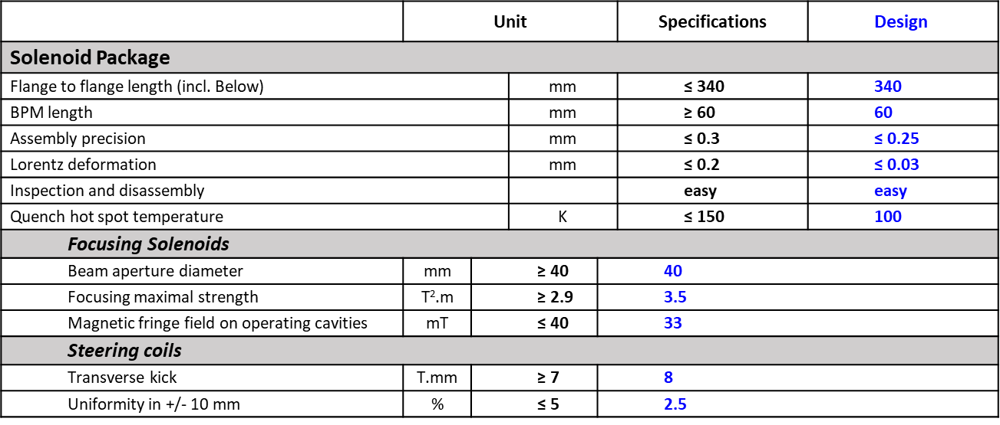 Unit Specifications Design
Solenoid Package
Flange to flange length (incl. Below) mm ≤ 340 340
BPM length mm ≥ 60 60
Assembly precision mm ≤ 0.3 ≤ 0.25
Lorentz deformation mm ≤ 0.2 ≤ 0.03
Inspection and disassembly easy easy
Quench hot spot temperature K ≤ 150 100
Focusing Solenoids
Beam aperture diameter mm ≥ 40 40
Focusing maximal strength T².m ≥ 2.9 3.5
Magnetic fringe field on operating cavities mT ≤ 40 33
Steering coils
Transverse kick T.mm ≥ 7 8
Uniformity in +/- 10 mm % ≤ 5 2.5